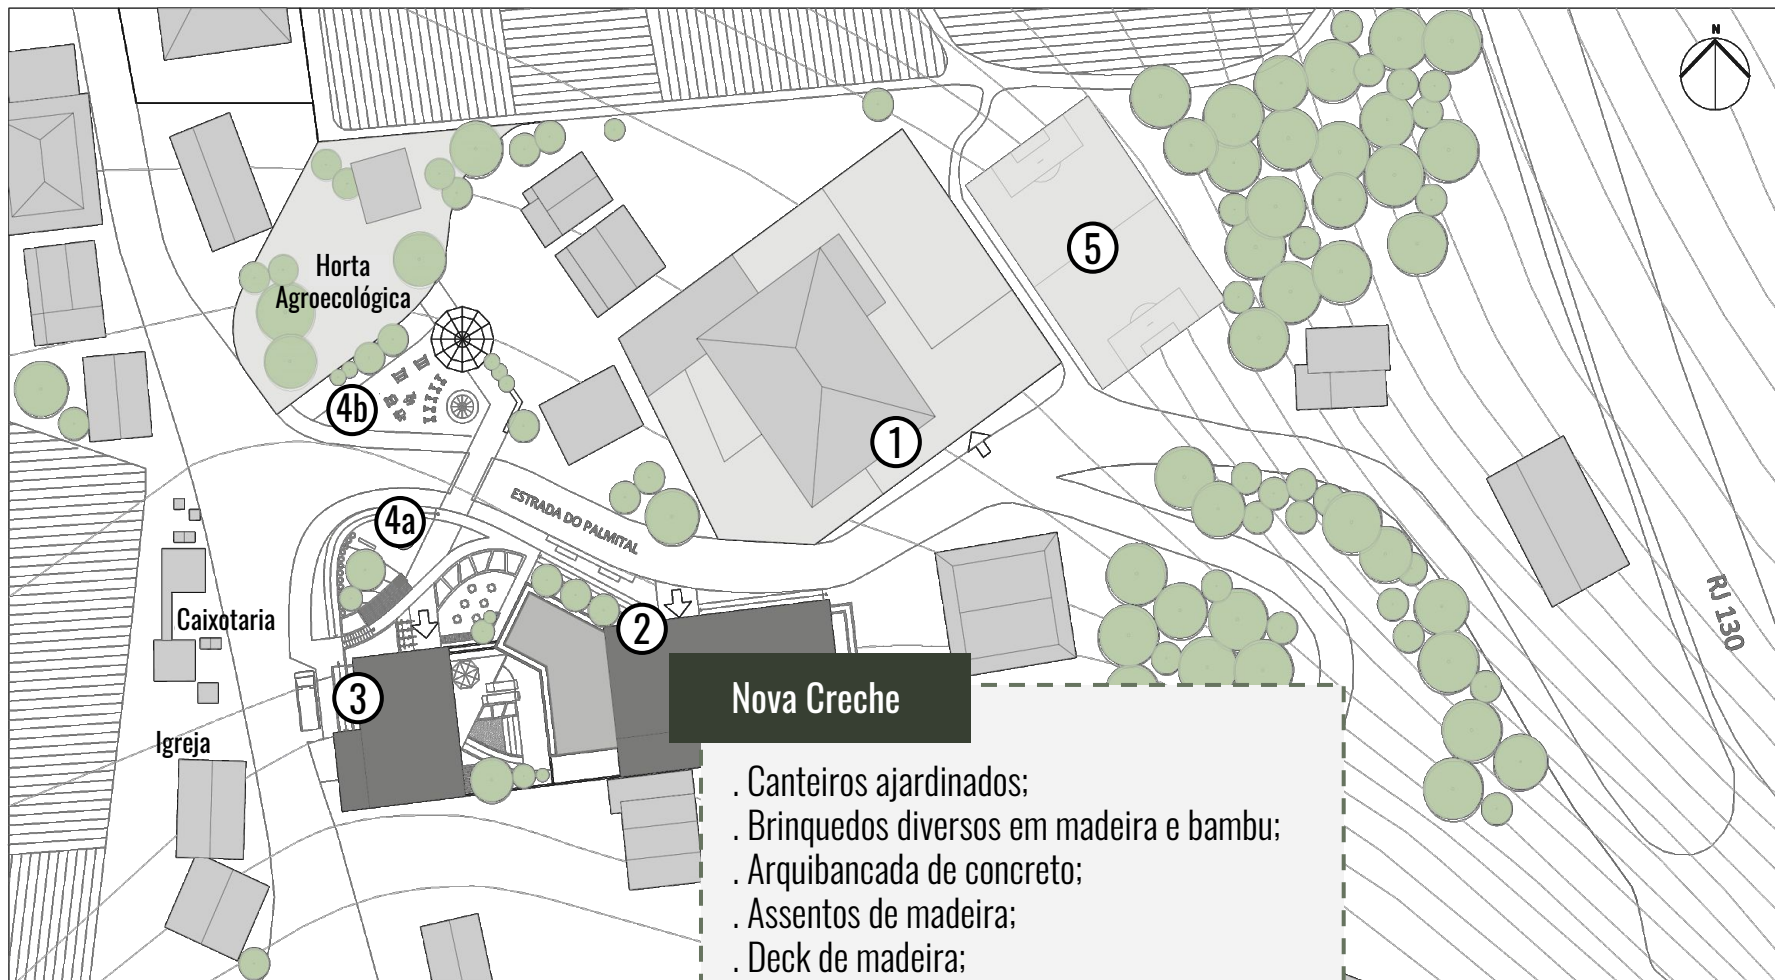 N
5
Horta
Agroecológica
4b
1
4a
ESTRADA DO PALMITAL
2
Caixotaria
RJ 130
3
Nova Creche
Igreja
. Canteiros ajardinados;
. Brinquedos diversos em madeira e bambu;
. Arquibancada de concreto;
. Assentos de madeira;
. Deck de madeira;